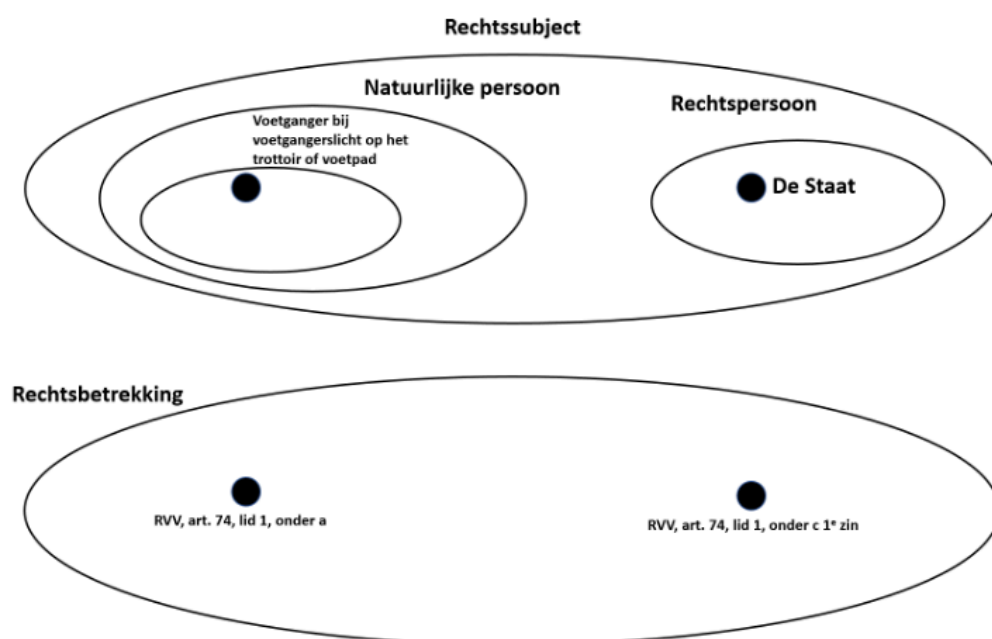 Rechtssubject
Natuurlijke persoon
Rechtspersoon
Voetganger bij
voetgangerslicht op het
trottoir of voetpad
De Staat
Rechtsbetrekking
RVV, art. 74, lid 1, onder a
RVV, art. 74, lid 1, onder c 1ᵉ zin